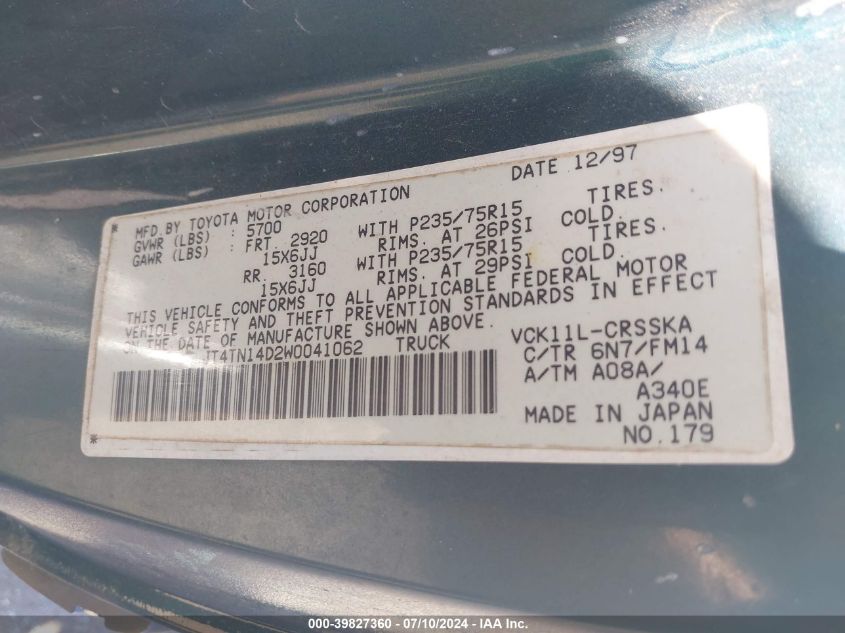 MFD. BY TOYOTA MOTOR CORPORATION DATE 12/97
GVWR (LBS) : 5700
GAWR (LBS) : FRT. 2920 WITH P235/75R15 TIRES.
15X6JJ RIMS. AT 26PSI COLD.
RR. 3160 WITH P235/75R15 TIRES.
15X6JJ RIMS. AT 29PSI COLD.
THIS VEHICLE CONFORMS TO ALL APPLICABLE FEDERAL MOTOR
VEHICLE SAFETY AND THEFT PREVENTION STANDARDS IN EFFECT
ON THE DATE OF MANUFACTURE SHOWN ABOVE.
JT4TN14D2W0041062 TRUCK
VCK11L-CRSSKA
C/TR 6N7/FM14
A/TM A08A/
A340E
MADE IN JAPAN
NO.179
000-39827360 - 07/10/2024 - IAA Inc.